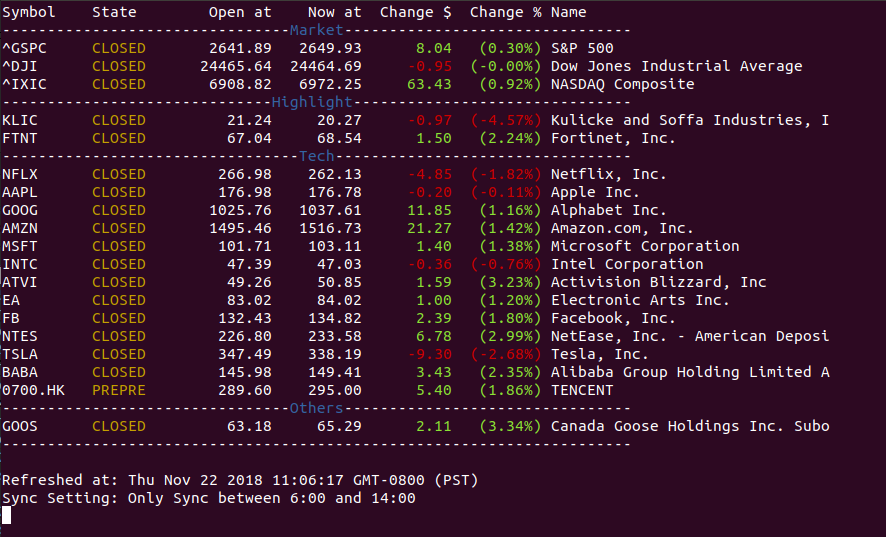 Symbol    State        Open at    Now at  Change $  Change % Name
--------------------------------Market--------------------------------
^GSPC     CLOSED       2641.89   2649.93      8.04   (0.30%) S&P 500
^DJI      CLOSED      24465.64  24464.69     -0.95  (-0.00%) Dow Jones Industrial Average
^IXIC     CLOSED       6908.82   6972.25     63.43   (0.92%) NASDAQ Composite
------------------------------Highlight-------------------------------
KLIC      CLOSED         21.24     20.27     -0.97  (-4.57%) Kulicke and Soffa Industries, I
FTNT      CLOSED         67.04     68.54      1.50   (2.24%) Fortinet, Inc.
---------------------------------Tech---------------------------------
NFLX      CLOSED        266.98    262.13     -4.85  (-1.82%) Netflix, Inc.
AAPL      CLOSED        176.98    176.78     -0.20  (-0.11%) Apple Inc.
GOOG      CLOSED       1025.76   1037.61     11.85   (1.16%) Alphabet Inc.
AMZN      CLOSED       1495.46   1516.73     21.27   (1.42%) Amazon.com, Inc.
MSFT      CLOSED        101.71    103.11      1.40   (1.38%) Microsoft Corporation
INTC      CLOSED         47.39     47.03     -0.36  (-0.76%) Intel Corporation
ATVI      CLOSED         49.26     50.85      1.59   (3.23%) Activision Blizzard, Inc
EA        CLOSED         83.02     84.02      1.00   (1.20%) Electronic Arts Inc.
FB        CLOSED        132.43    134.82      2.39   (1.80%) Facebook, Inc.
NTES      CLOSED        226.80    233.58      6.78   (2.99%) NetEase, Inc. - American Deposi
TSLA      CLOSED        347.49    338.19     -9.30  (-2.68%) Tesla, Inc.
BABA      CLOSED        145.98    149.41      3.43   (2.35%) Alibaba Group Holding Limited A
0700.HK   PREPRE        289.60    295.00      5.40   (1.86%) TENCENT
--------------------------------Others--------------------------------
GOOS      CLOSED         63.18     65.29      2.11   (3.34%) Canada Goose Holdings Inc. Subo
----------------------------------------------------------------------
Refreshed at: Thu Nov 22 2018 11:06:17 GMT-0800 (PST)
Sync Setting: Only Sync between 6:00 and 14:00